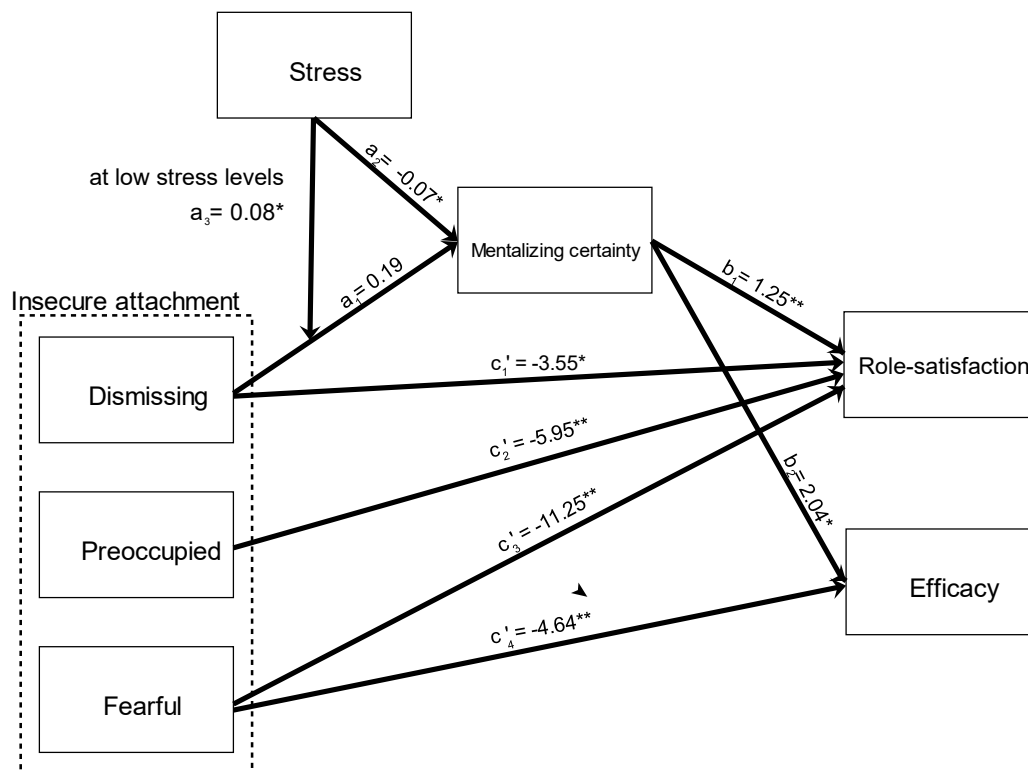 Stress
a₂= -0.07*
at low stress levels
a₃= 0.08*
Mentalizing certainty
a₁= 0.19
b₁= 1.25**
Insecure attachment
Dismissing
c₁'= -3.55*
Role-satisfaction
c₂'= -5.95**
b₂= 2.04*
Preoccupied
c₃'= -11.25**
Efficacy
c₄'= -4.64**
Fearful